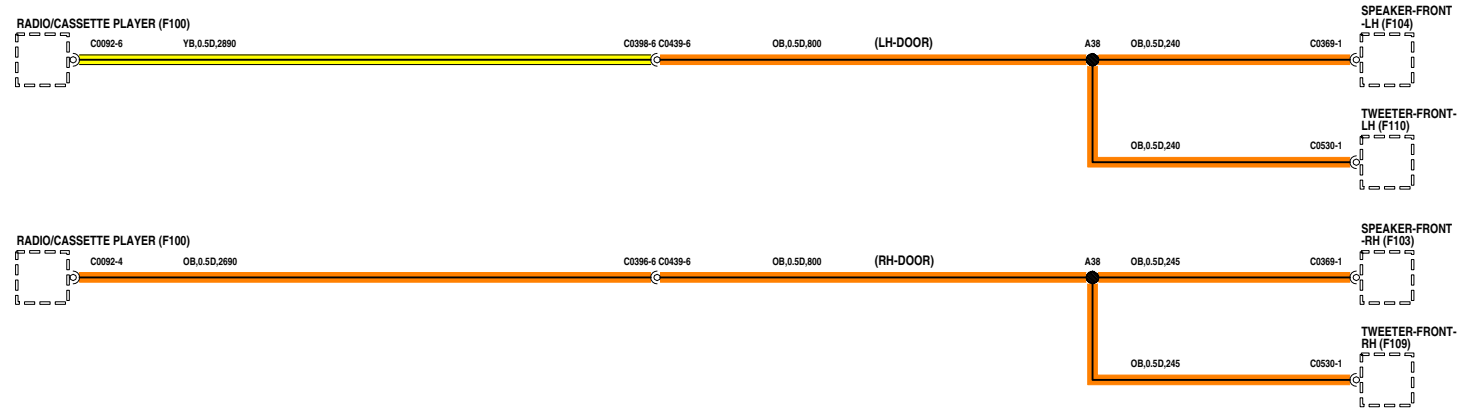 SPEAKER-FRONT
-LH (F104)
RADIO/CASSETTE PLAYER (F100)
C0092-6 YB,0.5D,2890 C0398-6 C0439-6 OB,0.5D,800 (LH-DOOR) A38 OB,0.5D,240 C0369-1
TWEETER-FRONT-
LH (F110)
OB,0.5D,240 C0530-1
SPEAKER-FRONT
-RH (F103)
RADIO/CASSETTE PLAYER (F100)
C0092-4 OB,0.5D,2690 C0396-6 C0439-6 OB,0.5D,800 (RH-DOOR) A38 OB,0.5D,245 C0369-1
TWEETER-FRONT-
RH (F109)
OB,0.5D,245 C0530-1